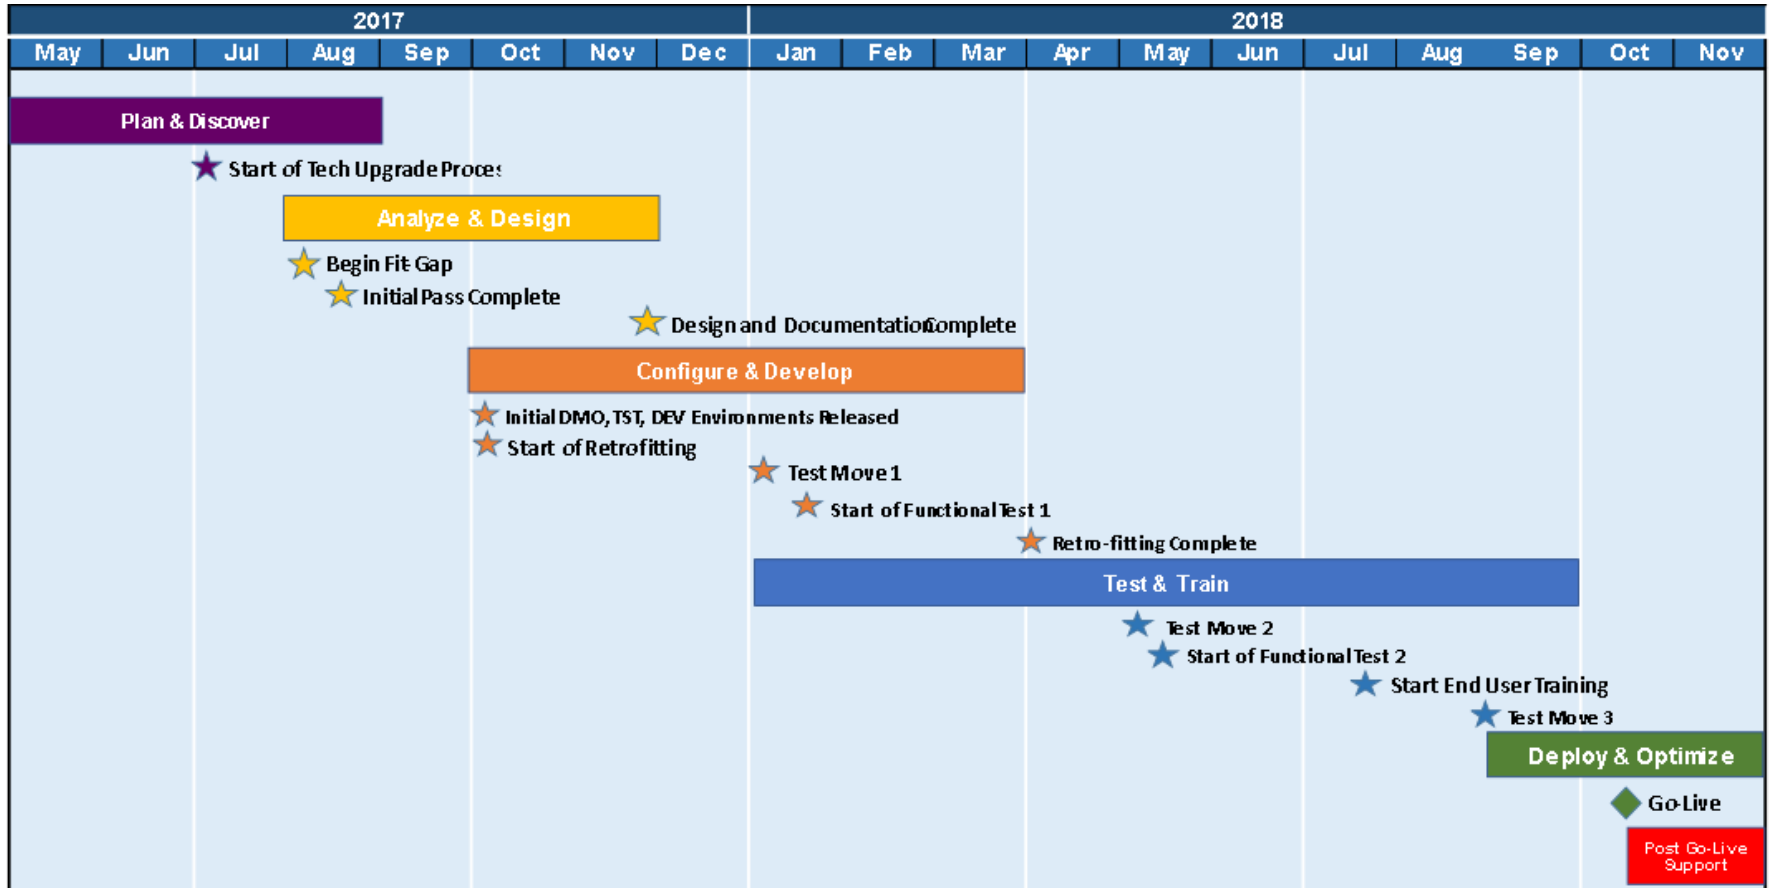 2017 2018
May Jun Jul Aug Sep Oct Nov Dec Jan Feb Mar Apr May Jun Jul Aug Sep Oct Nov
Plan & Discover
Start of Tech Upgrade Proces
Analyze & Design
Begin Fit-Gap
Initial Pass Complete
Design and Documentation Complete
Configure & Develop
Initial DMO, TST, DEV Environments Released
Start of Retrofitting
Test Move 1
Start of Functional Test 1
Retro-fitting Complete
Test & Train
Test Move 2
Start of Functional Test 2
Start End User Training
Test Move 3
Deploy & Optimize
Go-Live
Post Go-Live
Support